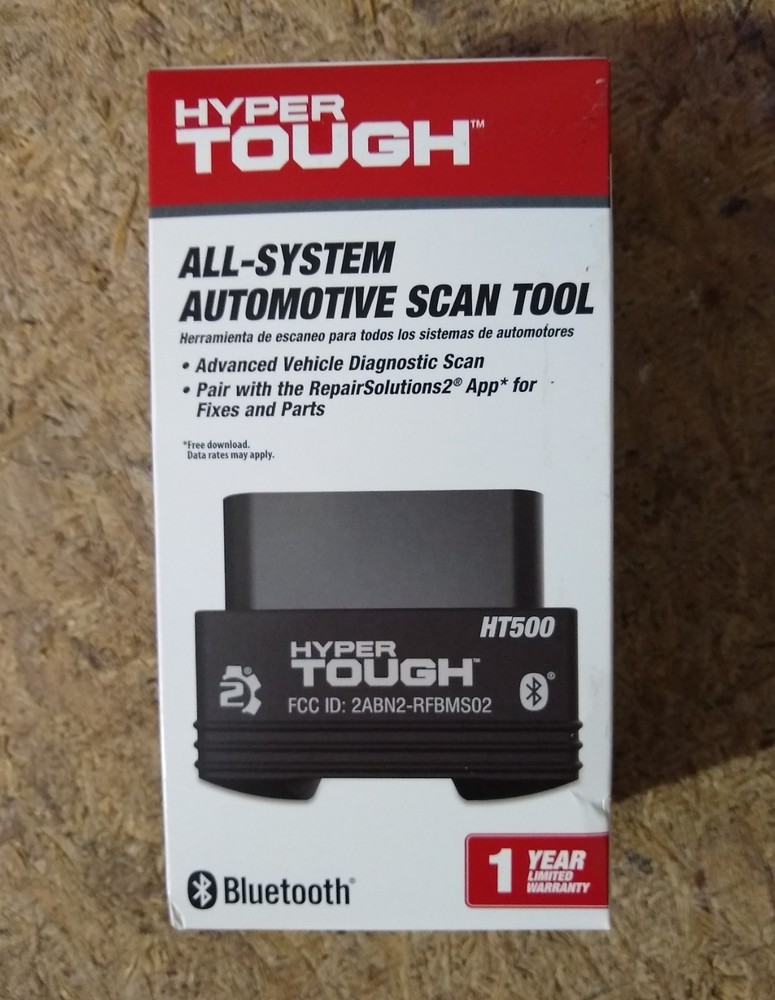 HYPER
TOUGH™
ALL-SYSTEM
AUTOMOTIVE SCAN TOOL
Herramienta de escaneo para todos los sistemas de automotores
• Advanced Vehicle Diagnostic Scan
• Pair with the RepairSolutions2® App* for
Fixes and Parts
*Free download.
Data rates may apply.
HT500
HYPER
TOUGH™
2®
FCC ID: 2ABN2-RFBMS02
®
Bluetooth®
1 YEAR
LIMITED
WARRANTY